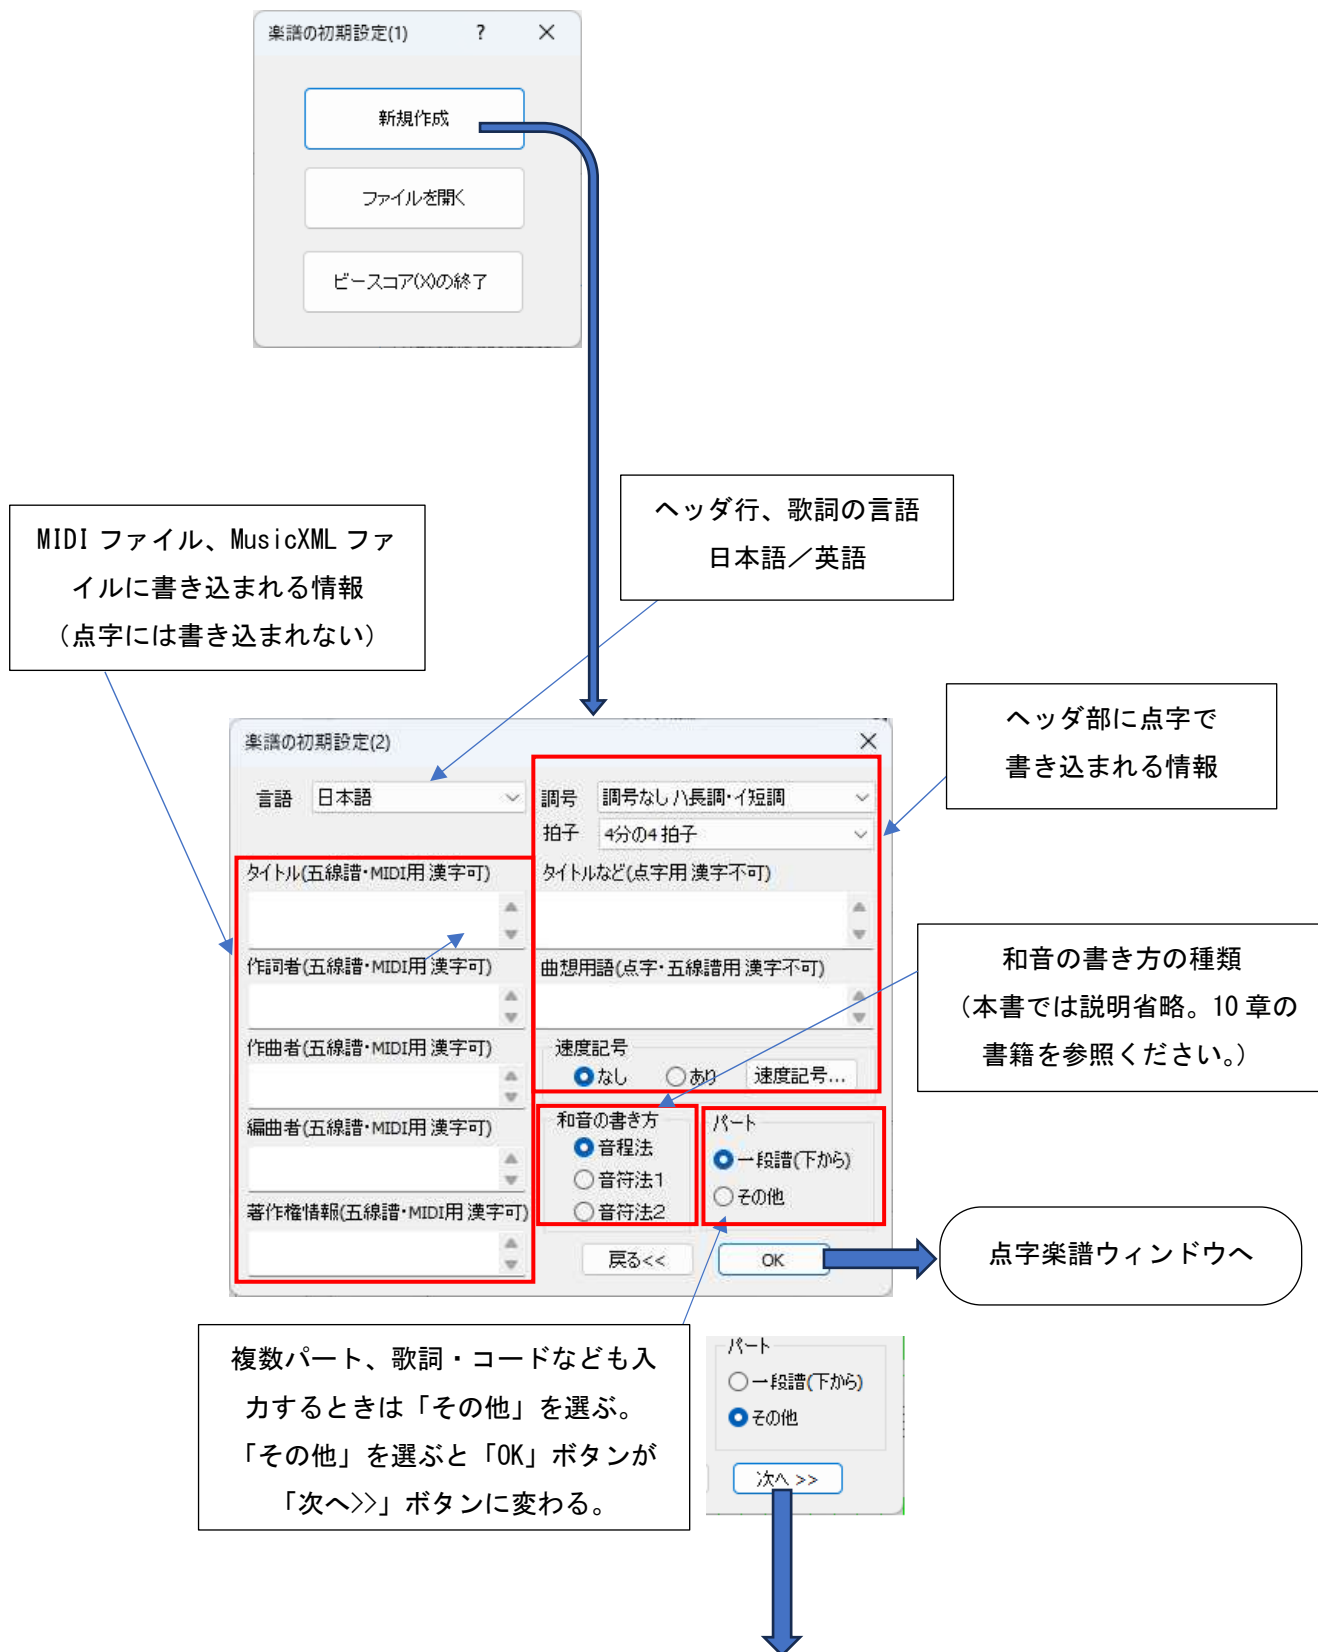 楽譜の初期設定(1) ? ×
新規作成
ファイルを開く
ビースコア(X)の終了
ヘッダ行、歌詞の言語
日本語／英語
MIDI ファイル、MusicXML ファ
イルに書き込まれる情報
（点字には書き込まれない）
ヘッダ部に点字で
書き込まれる情報
楽譜の初期設定(2) ×
言語 日本語
調号 調号なし ハ長調・イ短調
拍子 4分の4 拍子
タイトル(五線譜・MIDI用 漢字可)
タイトルなど(点字用 漢字不可)
作詞者(五線譜・MIDI用 漢字可)
曲想用語(点字・五線譜用 漢字不可)
作曲者(五線譜・MIDI用 漢字可)
速度記号
なし あり 速度記号...
編曲者(五線譜・MIDI用 漢字可)
著作権情報(五線譜・MIDI用 漢字可)
和音の書き方
音程法
音符法1
音符法2
パート
一段譜(下から)
その他
戻る<< OK
和音の書き方の種類
（本書では説明省略。10 章の
書籍を参照ください。）
点字楽譜ウィンドウへ
複数パート、歌詞・コードなども入
力するときは「その他」を選ぶ。
「その他」を選ぶと「OK」ボタンが
「次へ>>」ボタンに変わる。
パート
一段譜(下から)
その他
次へ >>